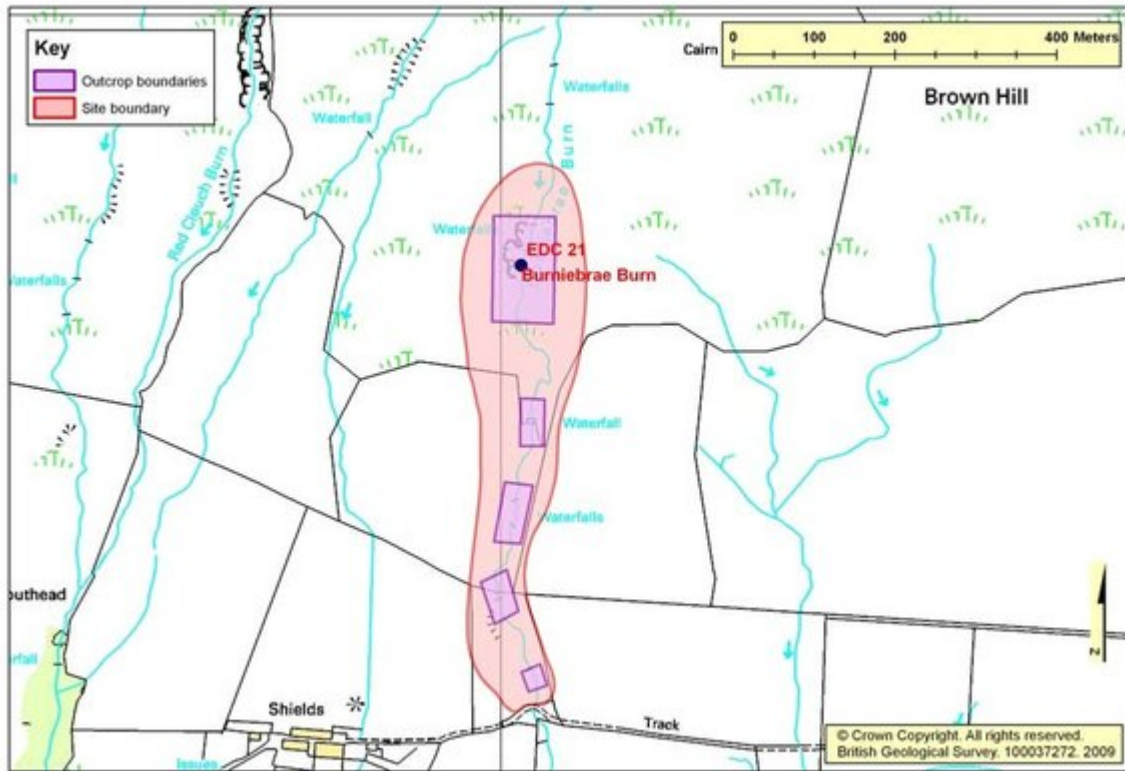 Key
Outcrop boundaries
Site boundary
0 100 200 400 Meters
Cairn
Brown Hill
Waterfalls
Waterfall
Burn
Red Cleuch Burn
EDC 21
Burniebrae Burn
Waterfalls
Waterfall
Waterfalls
outhead
rfall
Shields
Track
Issues
N
© Crown Copyright. All rights reserved.
British Geological Survey. 100037272. 2009